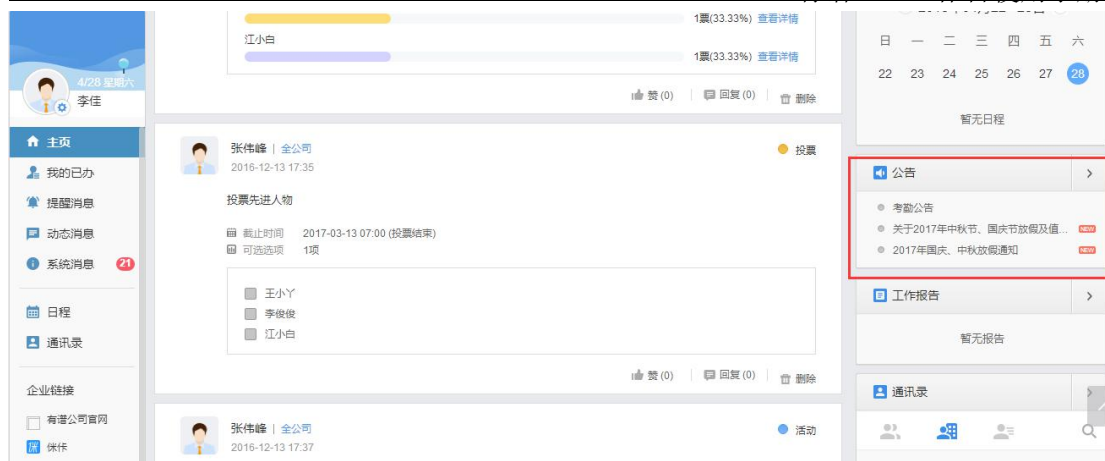 4/28 星期六
李佳
主页
我的已办
提醒消息
动态消息
系统消息 21
日程
通讯录
企业链接
有谱公司官网
侎佧
1票(33.33%) 查看详情
江小白
1票(33.33%) 查看详情
赞(0) 回复(0) 删除
张伟峰 | 全公司 投票
2016-12-13 17:35
投票先进人物
截止时间 2017-03-13 07:00 (投票结束)
可选选项 1项
王小丫
李俊俊
江小白
赞(0) 回复(0) 删除
张伟峰 | 全公司 活动
2016-12-13 17:37
日 一 二 三 四 五 六
22 23 24 25 26 27 28
暂无日程
公告
考勤公告
关于2017年中秋节、国庆节放假及值... NEW
2017年国庆、中秋放假通知 NEW
工作报告
暂无报告
通讯录